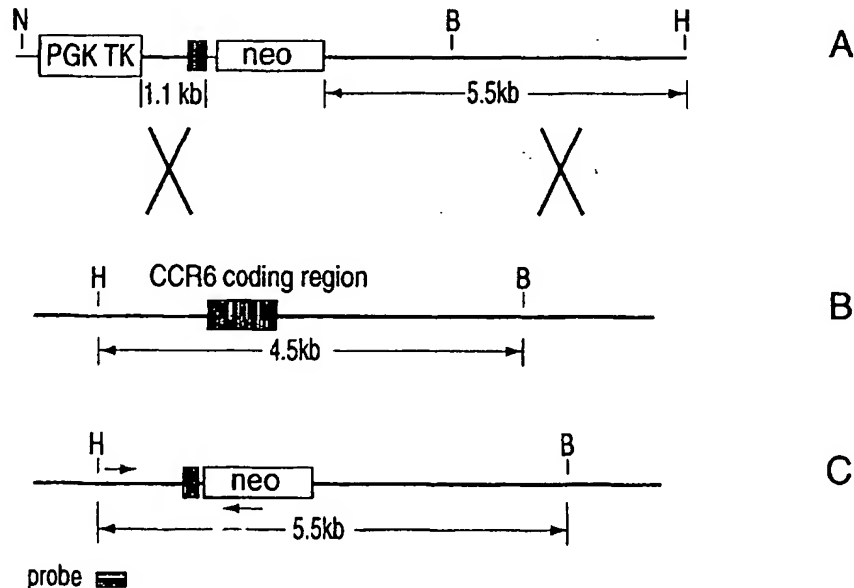 N B H A
PGK TK neo
1.1 kb 5.5kb
CCR6 coding region
H B B
4.5kb
H B C
neo
5.5kb
probe